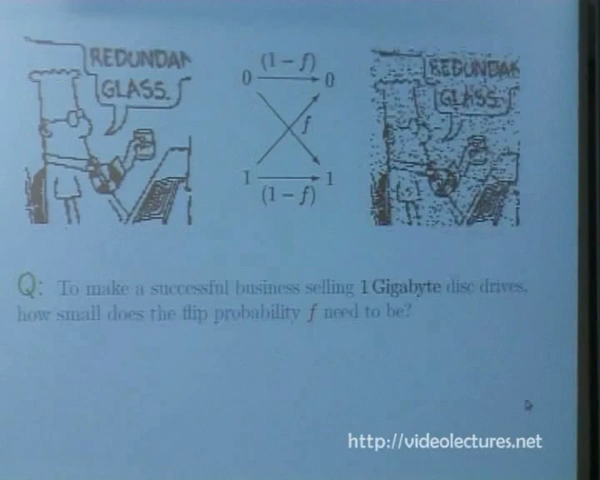 REDUNDAN
GLASS.
(1 − f)
0
0
f
1
1
(1 − f)
REDUNDAN
GLASS.
Q: To make a successful business selling 1 Gigabyte disc drives,
how small does the flip probability f need to be?
http://videolectures.net